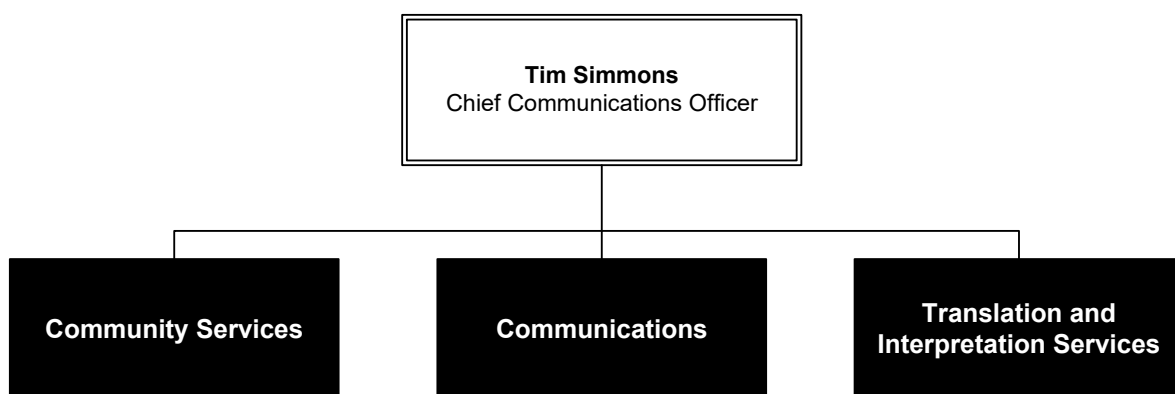 Tim Simmons
Chief Communications Officer
Community Services
Communications
Translation and
Interpretation Services